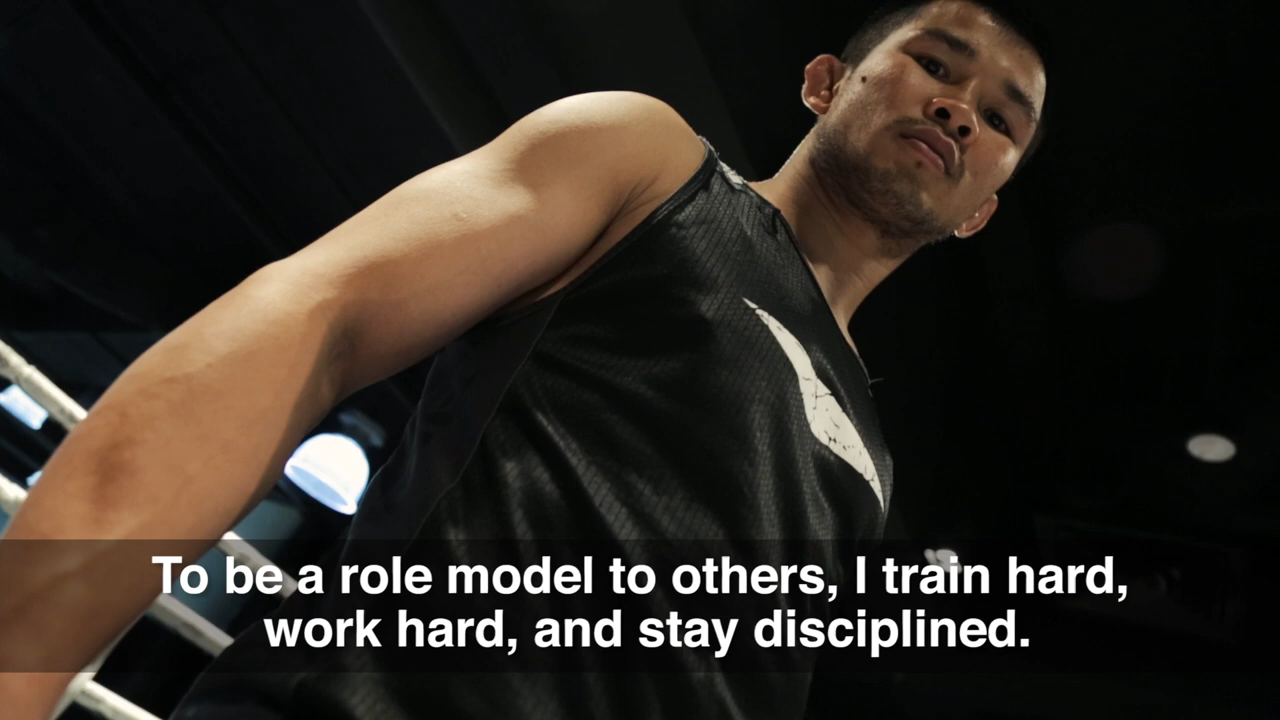 To be a role model to others, I train hard,
work hard, and stay disciplined.